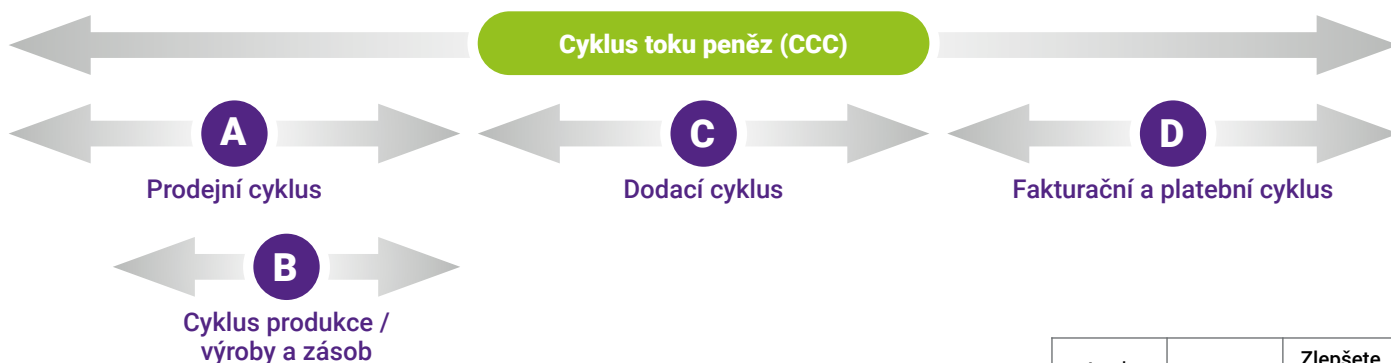 Cyklus toku peněz (CCC)
A
C
D
Prodejní cyklus
Dodací cyklus
Fakturační a platební cyklus
B
Cyklus produkce /
výroby a zásob
Zlepšete